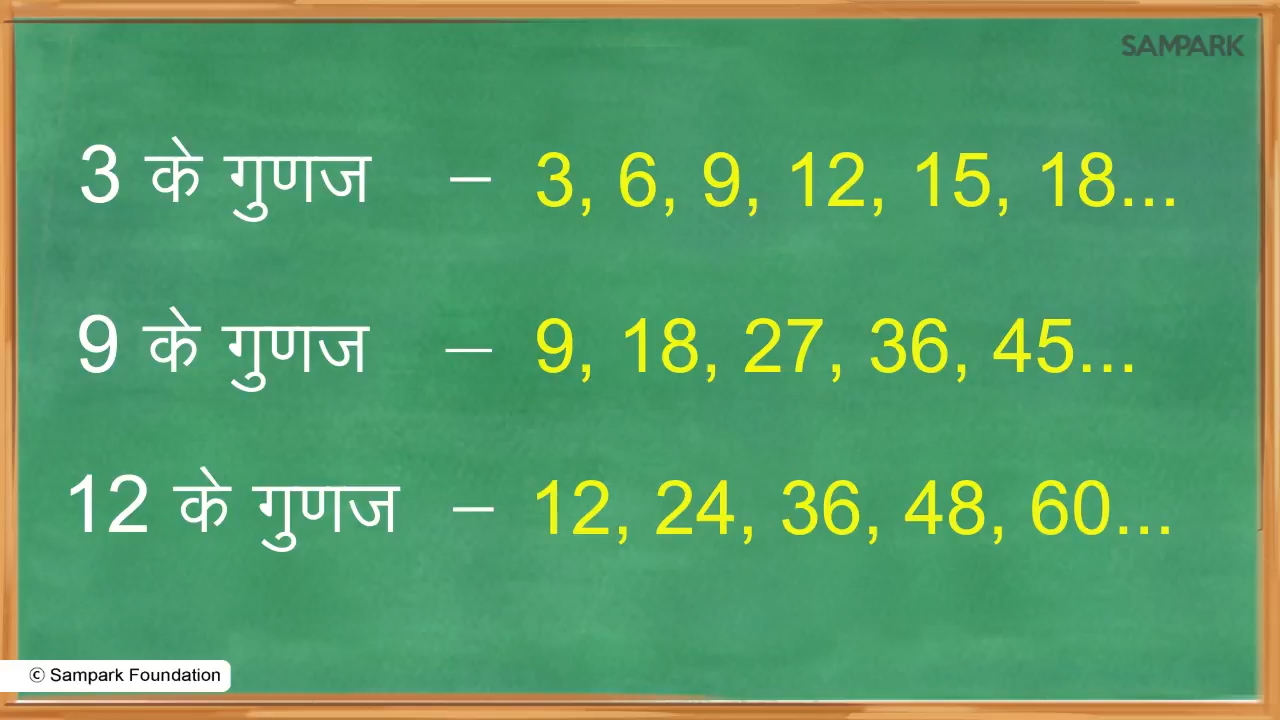 SAMPARK
3 के गुणज – 3, 6, 9, 12, 15, 18...
9 के गुणज – 9, 18, 27, 36, 45...
12 के गुणज – 12, 24, 36, 48, 60...
© Sampark Foundation